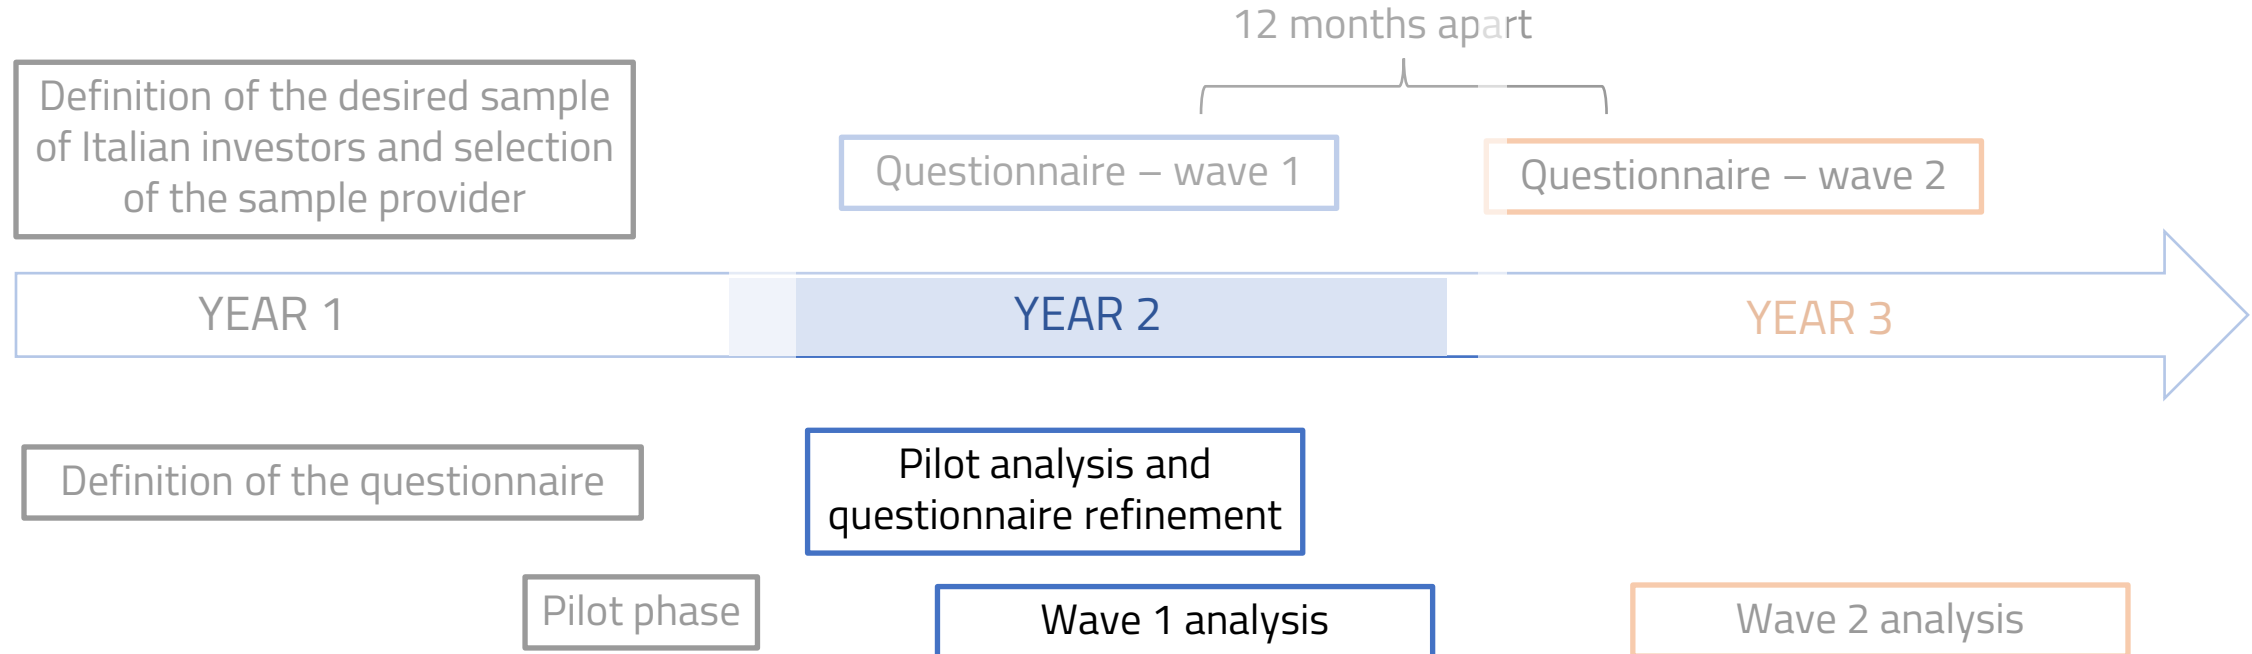 12 months apart
Definition of the desired sample
of Italian investors and selection
of the sample provider
Questionnaire – wave 1
Questionnaire – wave 2
YEAR 1
YEAR 2
YEAR 3
Definition of the questionnaire
Pilot analysis and
questionnaire refinement
Pilot phase
Wave 1 analysis
Wave 2 analysis